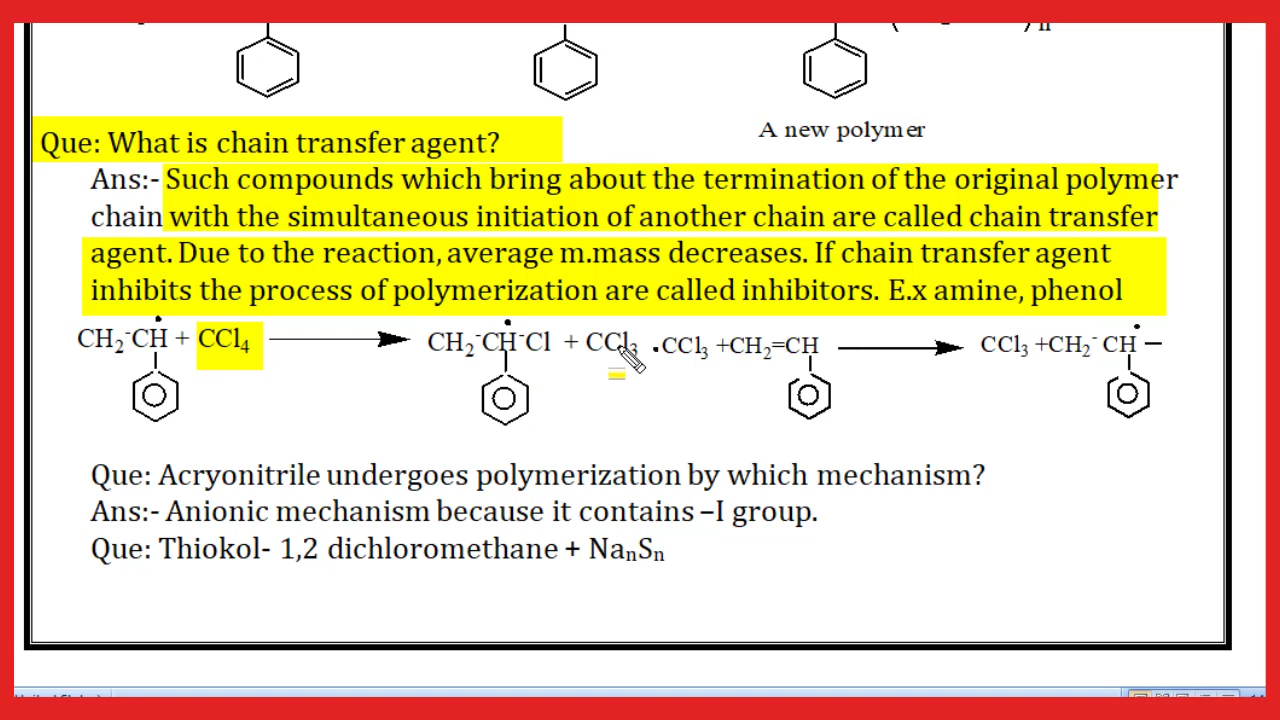 n
A new polymer
Que: What is chain transfer agent?
Ans:- Such compounds which bring about the termination of the original polymer
chain with the simultaneous initiation of another chain are called chain transfer
agent. Due to the reaction, average m.mass decreases. If chain transfer agent
inhibits the process of polymerization are called inhibitors. E.x amine, phenol
CH2-CH + CCl4 CH2-CH-Cl + CCl3 .CCl3 +CH2=CH CCl3 +CH2- CH –
Que: Acryonitrile undergoes polymerization by which mechanism?
Ans:- Anionic mechanism because it contains –I group.
Que: Thiokol- 1,2 dichloromethane + NanSn